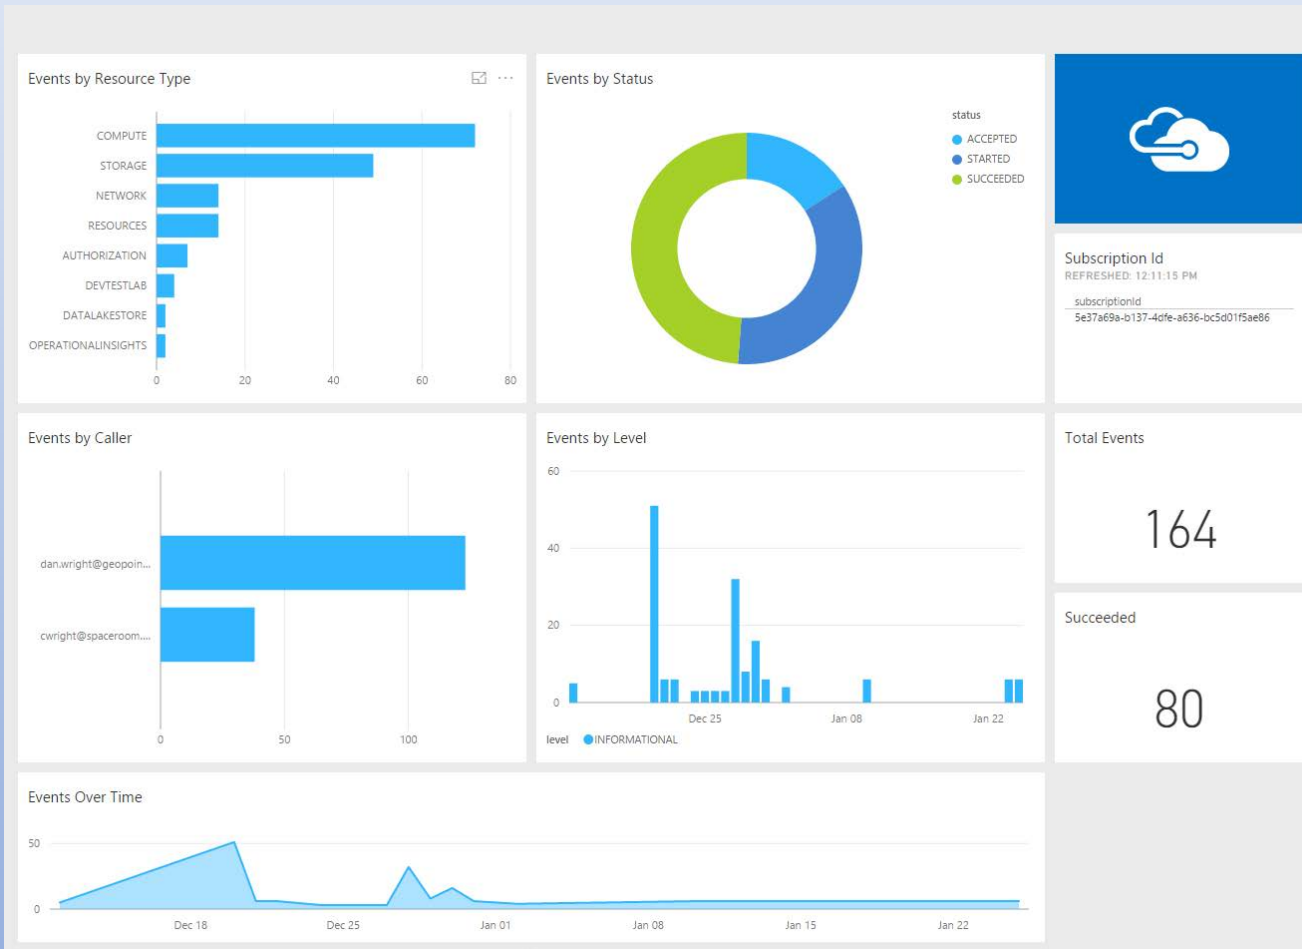 Events by Resource Type
COMPUTE
STORAGE
NETWORK
RESOURCES
AUTHORIZATION
DEVTESTLAB
DATALAKESTORE
OPERATIONALINSIGHTS
0 20 40 60 80
Events by Status
status
ACCEPTED
STARTED
SUCCEEDED
Subscription Id
REFRESHED: 12:11:15 PM
subscriptionId
5e37a69a-b137-4dfe-a636-bc5d01f5ae86
Events by Caller
dan.wright@geopoin...
cwright@spaceroom....
0 50 100
Events by Level
60
40
20
0
Dec 25 Jan 08 Jan 22
level INFORMATIONAL
Total Events
164
Succeeded
80
Events Over Time
50
0
Dec 18 Dec 25 Jan 01 Jan 08 Jan 15 Jan 22